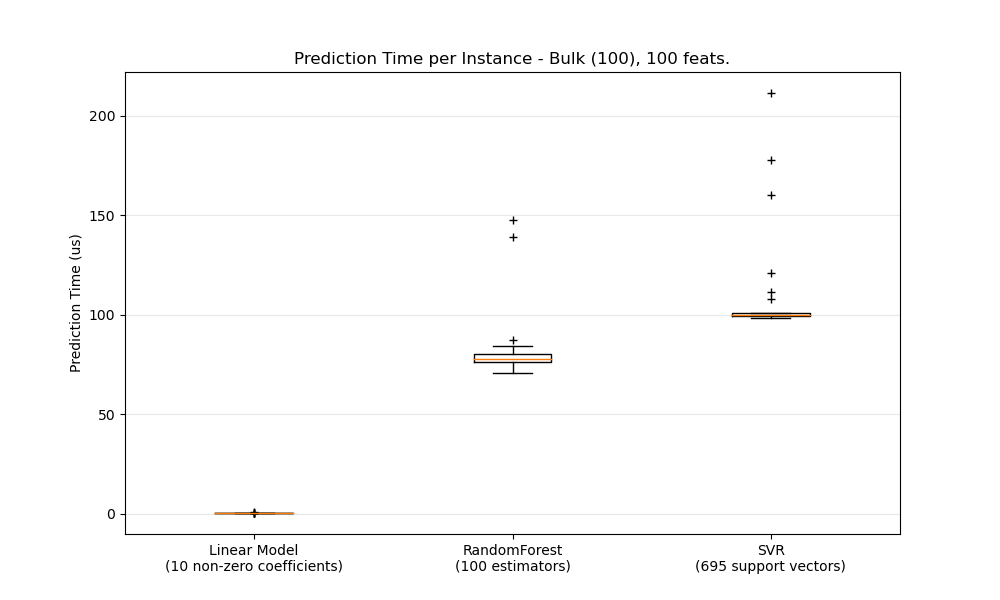 Prediction Time per Instance - Bulk (100), 100 feats.
Prediction Time (us)
200
150
100
50
0
Linear Model
(10 non-zero coefficients)
RandomForest
(100 estimators)
SVR
(695 support vectors)